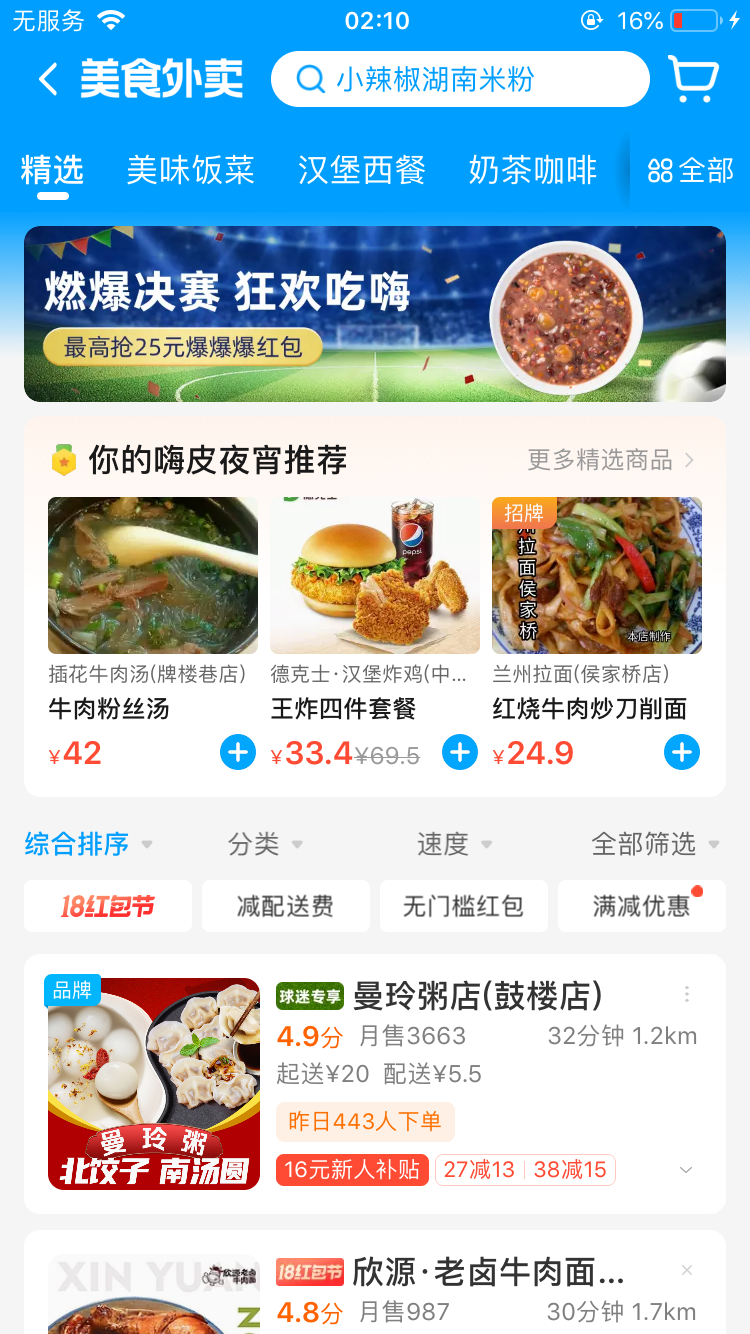 无服务
02:10
16%
美食外卖
小辣椒湖南米粉
精选 美味饭菜 汉堡西餐 奶茶咖啡 全部
燃爆决赛 狂欢吃嗨
最高抢25元爆爆爆红包
你的嗨皮夜宵推荐
更多精选商品
pepsi
招牌
拉面侯家桥
本店制作
插花牛肉汤(牌楼巷店)
牛肉粉丝汤
¥42
德克士·汉堡炸鸡(中...
王炸四件套餐
¥33.4 ¥69.5
兰州拉面(侯家桥店)
红烧牛肉炒刀削面
¥24.9
综合排序 分类 速度 全部筛选
18红包节 减配送费 无门槛红包 满减优惠
品牌
曼玲粥
北饺子 南汤圆
球迷专享 曼玲粥店(鼓楼店)
4.9分 月售3663 32分钟 1.2km
起送¥20 配送¥5.5
昨日443人下单
16元新人补贴 27减13 38减15
XIN YUAN
欣源老卤
牛肉面
18红包节 欣源·老卤牛肉面...
4.8分 月售987 30分钟 1.7km